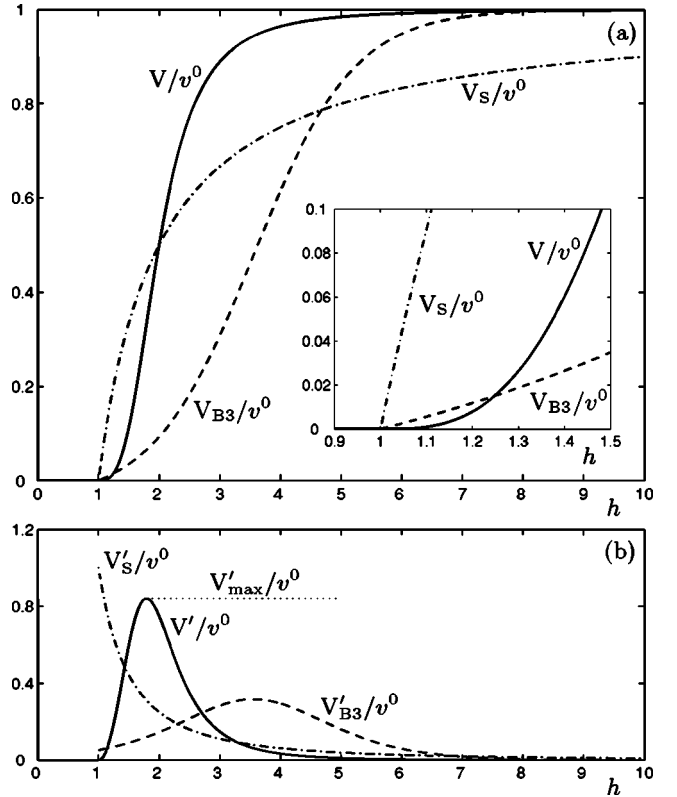 1
(a)
V/v⁰
V_S/v⁰
0.8
0.6
0.4
0.2
0
V_B3/v⁰
0 1 2 3 4 5 6 7 8 9 10
h
0.1
0.08
0.06
0.04
0.02
0
V/v⁰
V_S/v⁰
V_B3/v⁰
0.9 1 1.1 1.2 1.3 1.4 1.5
h
1.2
(b)
V′_S/v⁰
V′_max/v⁰
0.8
V′/v⁰
0.4
V′_B3/v⁰
0
0 1 2 3 4 5 6 7 8 9 10
h